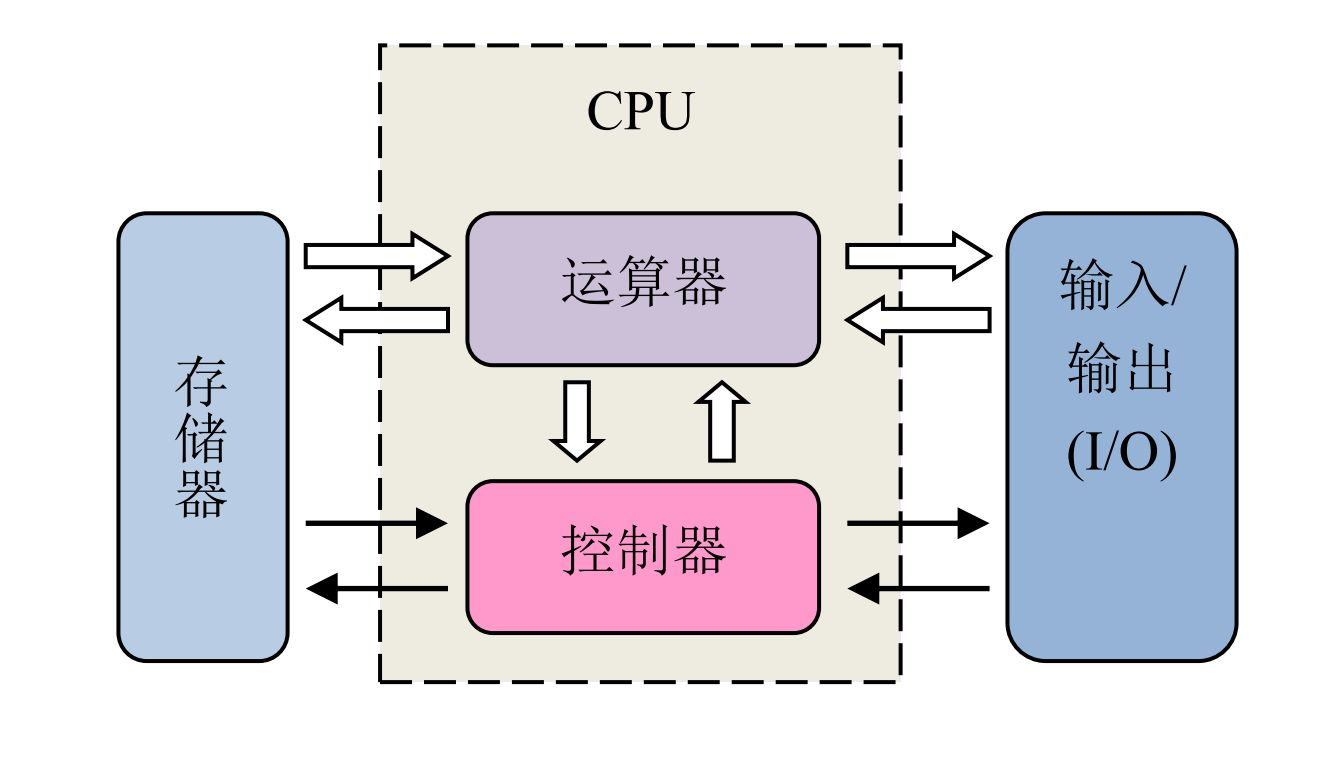 CPU
存
储
器
运算器
控制器
输入/
输出
(I/O)